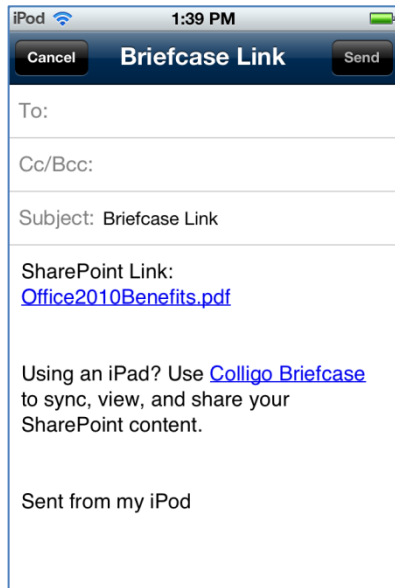 iPod 1:39 PM
Cancel Briefcase Link Send
To:
Cc/Bcc:
Subject: Briefcase Link
SharePoint Link:
Office2010Benefits.pdf
Using an iPad? Use Colligo Briefcase
to sync, view, and share your
SharePoint content.
Sent from my iPod